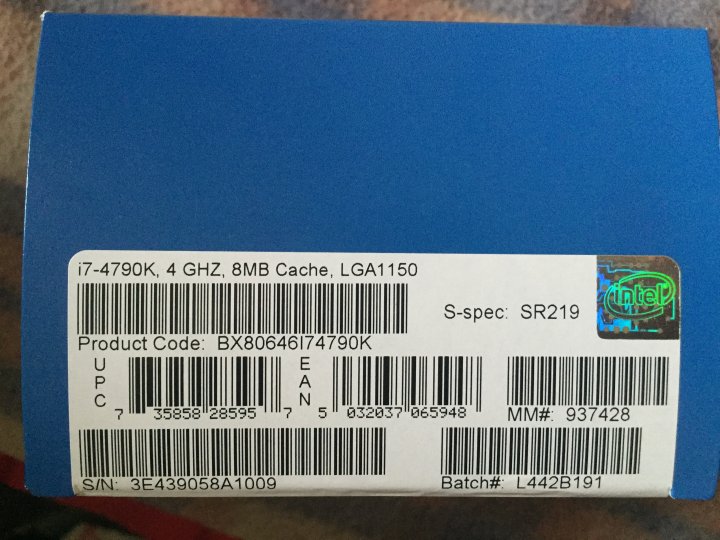 i7-4790K, 4 GHZ, 8MB Cache, LGA1150
S-spec: SR219
intel
Product Code: BX80646I74790K
UPC
7 35858 28595 7
EAN
5 032037 065948
MM#: 937428
S/N: 3E439058A1009
Batch#: L442B191